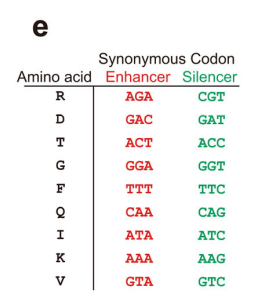 e
Synonymous Codon
Amino acid Enhancer Silencer
R AGA CGT
D GAC GAT
T ACT ACC
G GGA GGT
F TTT TTC
Q CAA CAG
I ATA ATC
K AAA AAG
V GTA GTC